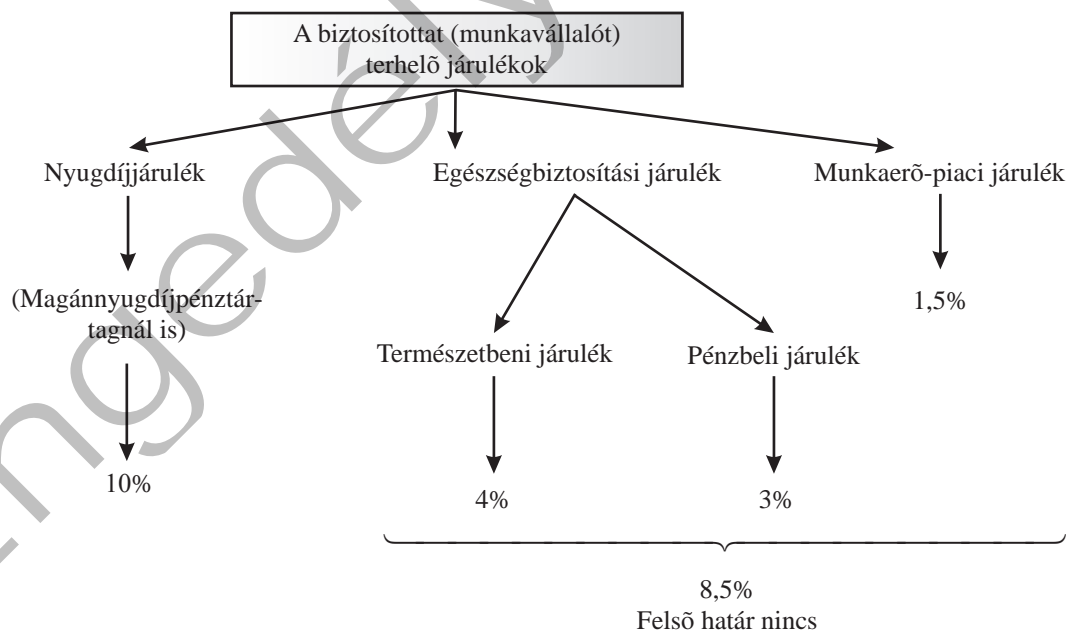 A biztosítottat (munkavállalót)
terhelõ járulékok
Nyugdíjjárulék
Egészségbiztosítási járulék
Munkaerõ-piaci járulék
(Magánnyugdíjpénztár-
tagnál is)
1,5%
Természetbeni járulék
Pénzbeli járulék
10%
4%
3%
8,5%
Felsõ határ nincs